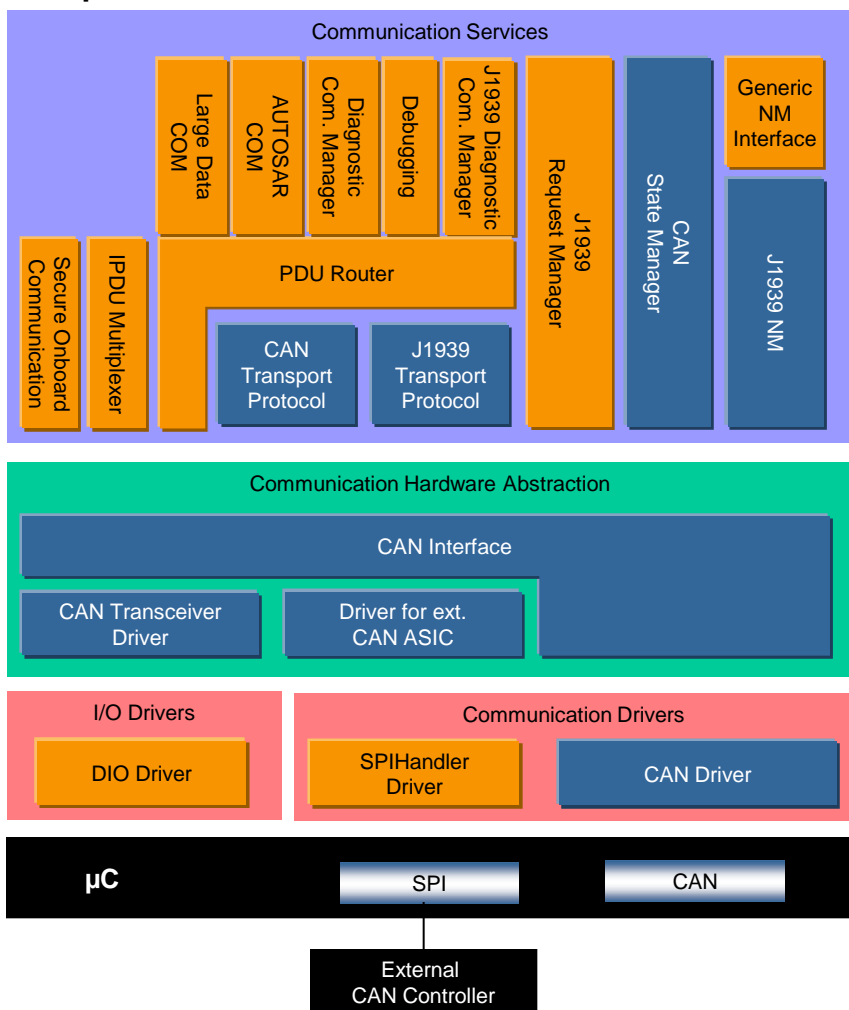 Communication Services
Large Data
COM
AUTOSAR
COM
Diagnostic
Com. Manager
Debugging
J1939 Diagnostic
Com. Manager
J1939
Request Manager
CAN
State Manager
Generic
NM
Interface
Secure Onboard
Communication
IPDU Multiplexer
PDU Router
CAN
Transport
Protocol
J1939
Transport
Protocol
J1939 NM
Communication Hardware Abstraction
CAN Interface
CAN Transceiver
Driver
Driver for ext.
CAN ASIC
I/O Drivers
Communication Drivers
DIO Driver
SPIHandler
Driver
CAN Driver
µC
SPI
CAN
External
CAN Controller